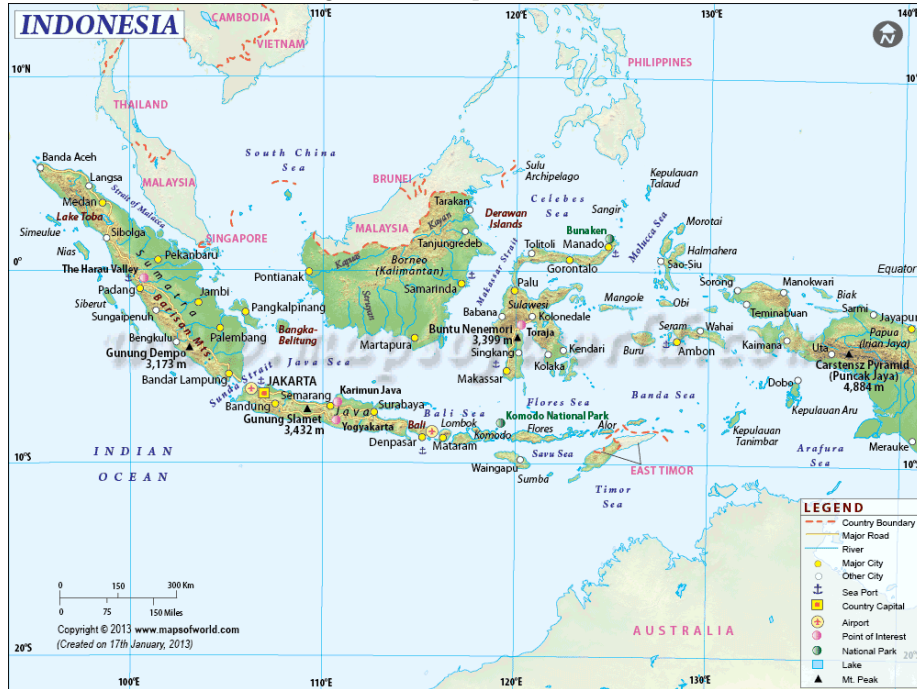 INDONESIA
110°E
120°E
130°E
140°E
N
CAMBODIA
VIETNAM
PHILIPPINES
10°N
10°N
THAILAND
South China
Sea
Sulu
Archipelago
Kepulauan
Talaud
Banda Aceh
Langsa
MALAYSIA
BRUNEI
Celebes
Sea
Strait of Malacca
Medan
Lake Toba
Tarakan
Kayan
Derawan
Islands
Sangir
Bunaken
Morotai
Simeulue
Sibolga
SINGAPORE
MALAYSIA
Tanjungredeb
Tolitoli
Manado
Molucca Sea
Halmahera
Nias
Pekanbaru
Kapuas
Borneo
(Kalimantan)
Makassar Strait
Gorontalo
Sao-Siu
0°
The Harau Valley
Pontianak
Equator
Padang
Sumatra
Samarinda
Palu
Sorong
Manokwari
Siberut
Jambi
Seruyan
Sulawesi
Mangole
Obi
Biak
Sungaipenuh
Barisan Mts
Pangkalpinang
Babana
Kolonedale
Teminabuan
Sarmi
Jayapura
Bengkulu
Palembang
Bangka-
Belitung
Martapura
Buntu Nenemori
3,399 m
Toraja
Seram
Wahai
Kaimana
Papua
(Irian Jaya)
Gunung Dempo
3,173 m
Java Sea
Singkang
Kendari
Buru
Ambon
Uta
Carstensz Pyramid
(Puncak Jaya)
4,884 m
Bandar Lampung
Sunda Strait
JAKARTA
Karimun Java
Makassar
Kolaka
Dobo
Semarang
Bandung
Java
Surabaya
Bali Sea
Flores Sea
Banda Sea
Kepulauan Aru
Gunung Slamet
3,432 m
Yogyakarta
Bali
Lombok
Komodo National Park
Komodo
Flores
Alor
Kepulauan
Tanimbar
Denpasar
Mataram
Merauke
10°S
10°S
INDIAN
OCEAN
Waingapu
Sumba
Savu Sea
EAST TIMOR
Arafura
Sea
Timor
Sea
LEGEND
Country Boundary
Major Road
River
Major City
Other City
Sea Port
Country Capital
Airport
Point of Interest
National Park
Lake
Mt. Peak
0 150 300 Km
0 75 150 Miles
Copyright © 2013 www.mapsofworld.com
(Created on 17th January, 2013)
AUSTRALIA
20°S
20°S
100°E
110°E
120°E
130°E